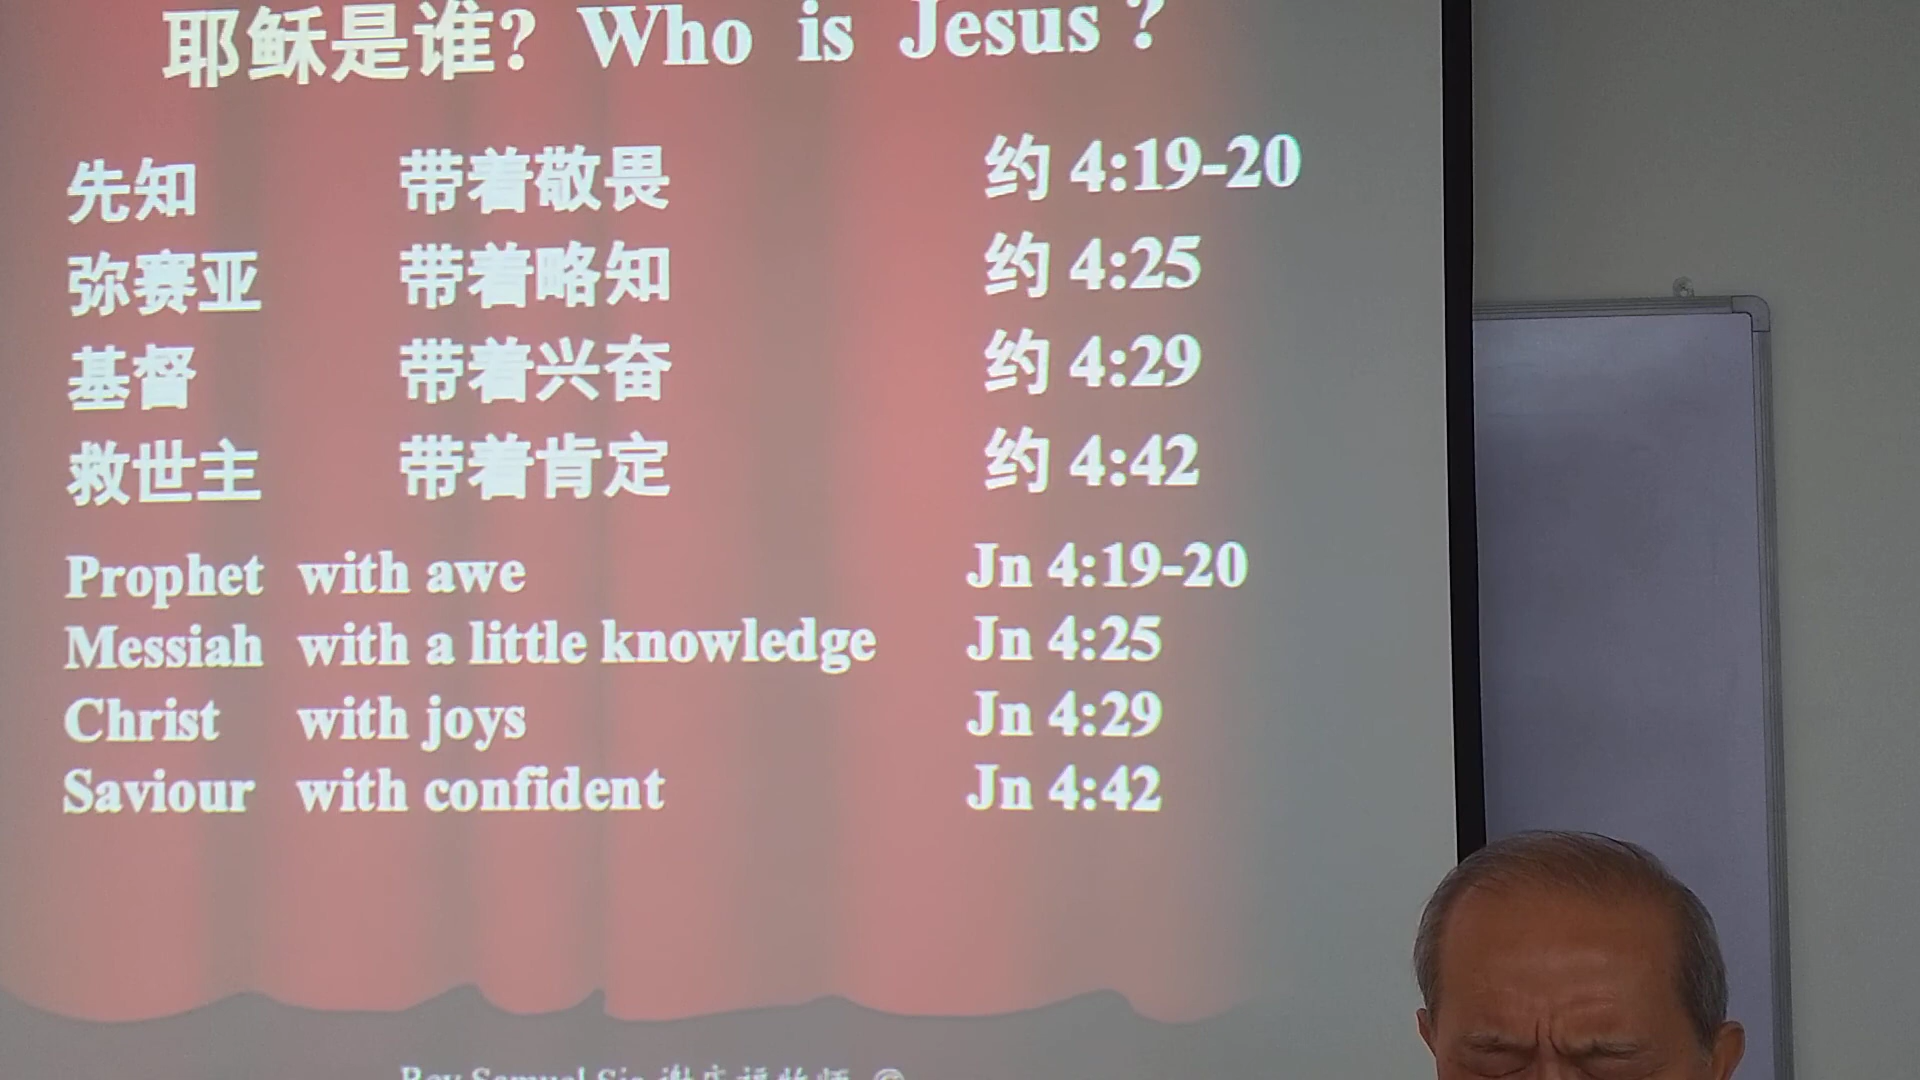 耶稣是谁? Who is Jesus ?
先知 带着敬畏 约 4:19-20
弥赛亚 带着略知 约 4:25
基督 带着兴奋 约 4:29
救世主 带着肯定 约 4:42
Prophet with awe Jn 4:19-20
Messiah with a little knowledge Jn 4:25
Christ with joys Jn 4:29
Saviour with confident Jn 4:42
Rev Samuel Sia